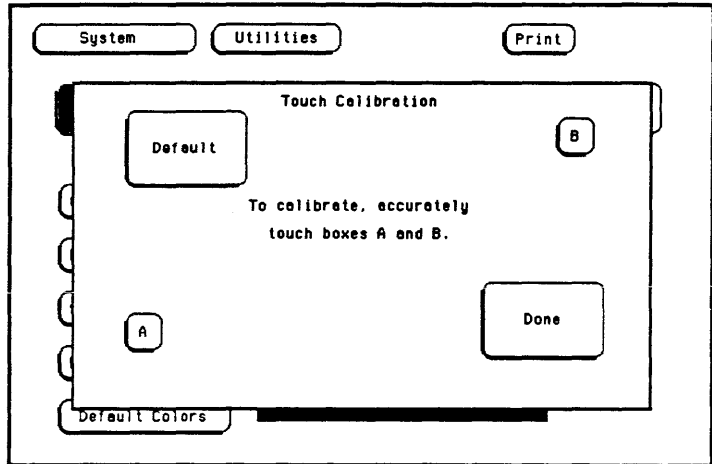 System Utilities Print
Touch Calibration
Default
B
To calibrate, accurately
touch boxes A and B.
A
Done
Default Colors